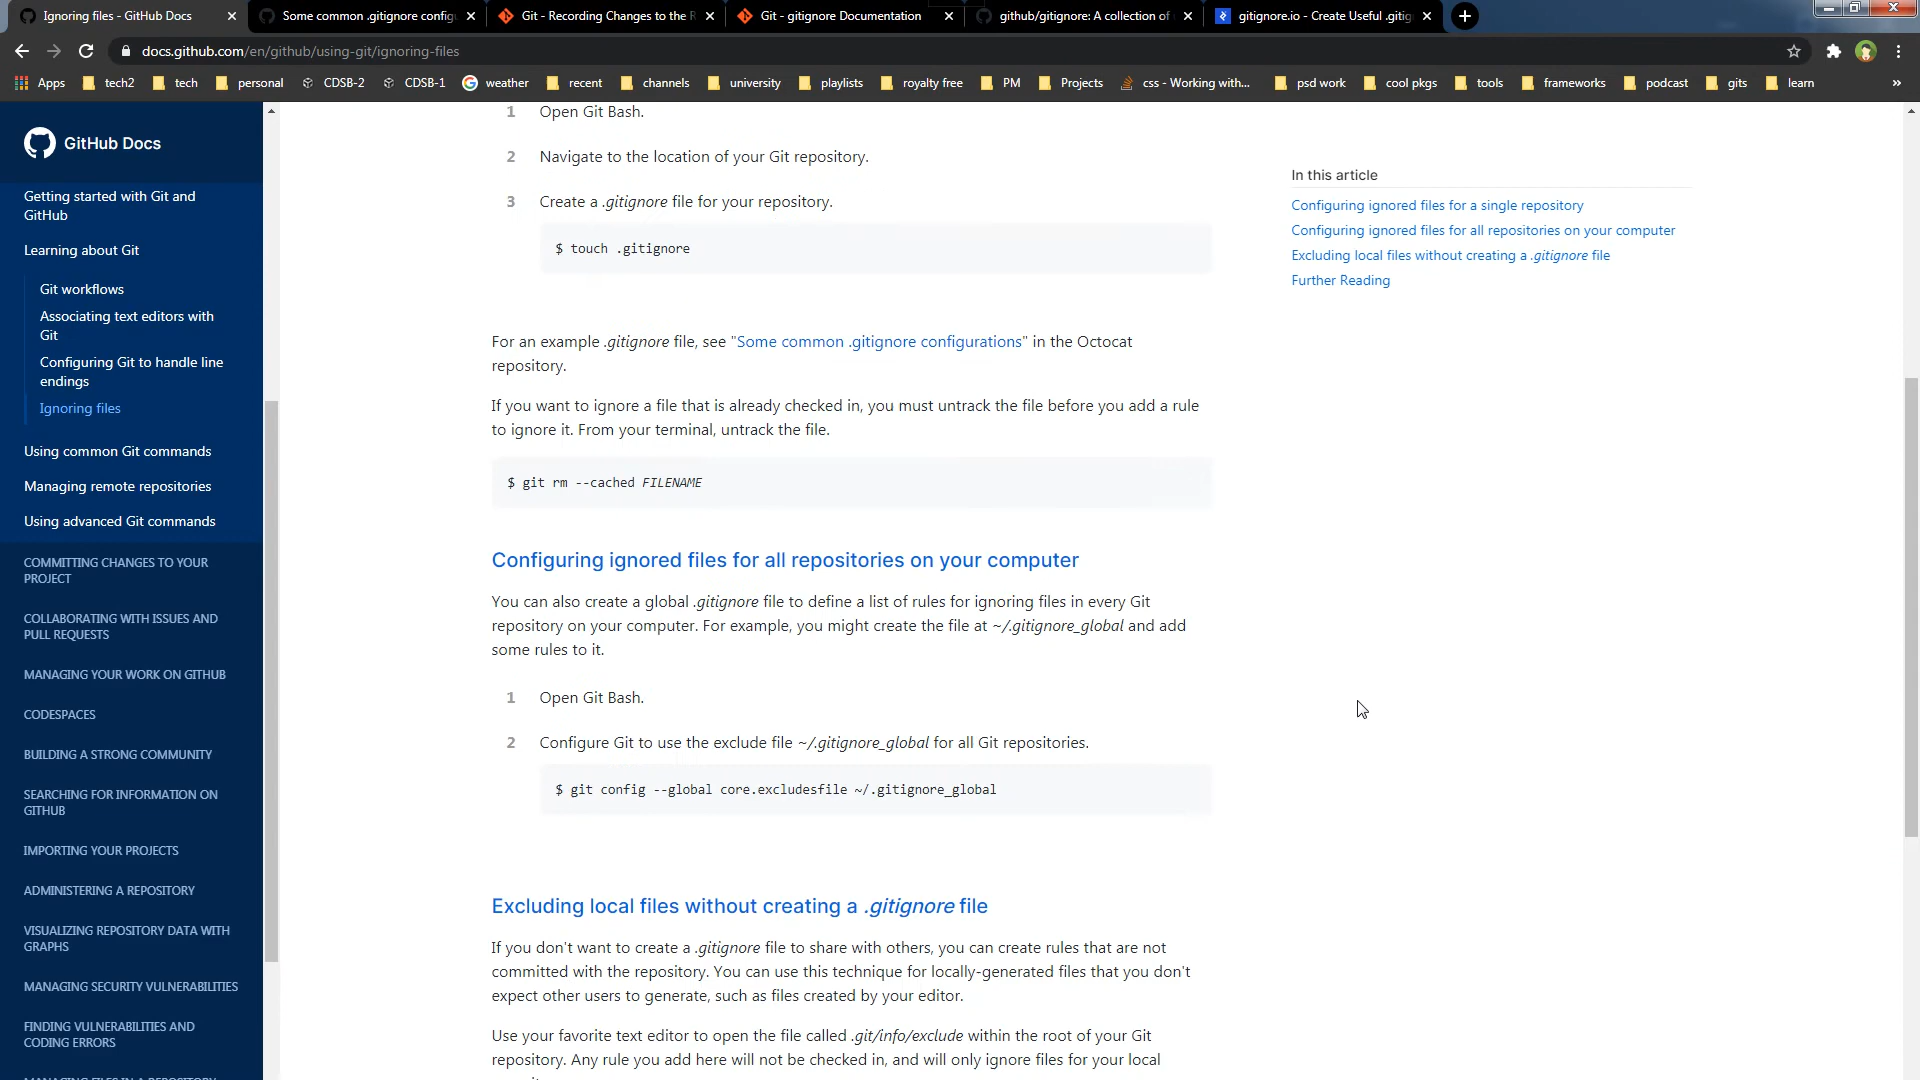 Ignoring files - GitHub Docs
Some common .gitignore config
Git - Recording Changes to the R
Git - gitignore Documentation
github/gitignore: A collection of
gitignore.io - Create Useful .gitig
docs.github.com/en/github/using-git/ignoring-files
Apps tech2 tech personal CDSB-2 CDSB-1 weather recent channels university playlists royalty free PM Projects css - Working with... psd work cool pkgs tools frameworks podcast gits learn »
GitHub Docs
Getting started with Git and
GitHub
Learning about Git
Git workflows
Associating text editors with
Git
Configuring Git to handle line
endings
Ignoring files
Using common Git commands
Managing remote repositories
Using advanced Git commands
COMMITTING CHANGES TO YOUR
PROJECT
COLLABORATING WITH ISSUES AND
PULL REQUESTS
MANAGING YOUR WORK ON GITHUB
CODESPACES
BUILDING A STRONG COMMUNITY
SEARCHING FOR INFORMATION ON
GITHUB
IMPORTING YOUR PROJECTS
ADMINISTERING A REPOSITORY
VISUALIZING REPOSITORY DATA WITH
GRAPHS
MANAGING SECURITY VULNERABILITIES
FINDING VULNERABILITIES AND
CODING ERRORS
MANAGING FILES IN A REPOSITORY
1 Open Git Bash.
2 Navigate to the location of your Git repository.
3 Create a .gitignore file for your repository.
$ touch .gitignore
For an example .gitignore file, see "Some common .gitignore configurations" in the Octocat
repository.
If you want to ignore a file that is already checked in, you must untrack the file before you add a rule
to ignore it. From your terminal, untrack the file.
$ git rm --cached FILENAME
Configuring ignored files for all repositories on your computer
You can also create a global .gitignore file to define a list of rules for ignoring files in every Git
repository on your computer. For example, you might create the file at ~/.gitignore_global and add
some rules to it.
1 Open Git Bash.
2 Configure Git to use the exclude file ~/.gitignore_global for all Git repositories.
$ git config --global core.excludesfile ~/.gitignore_global
Excluding local files without creating a .gitignore file
If you don't want to create a .gitignore file to share with others, you can create rules that are not
committed with the repository. You can use this technique for locally-generated files that you don't
expect other users to generate, such as files created by your editor.
Use your favorite text editor to open the file called .git/info/exclude within the root of your Git
repository. Any rule you add here will not be checked in, and will only ignore files for your local
In this article
Configuring ignored files for a single repository
Configuring ignored files for all repositories on your computer
Excluding local files without creating a .gitignore file
Further Reading